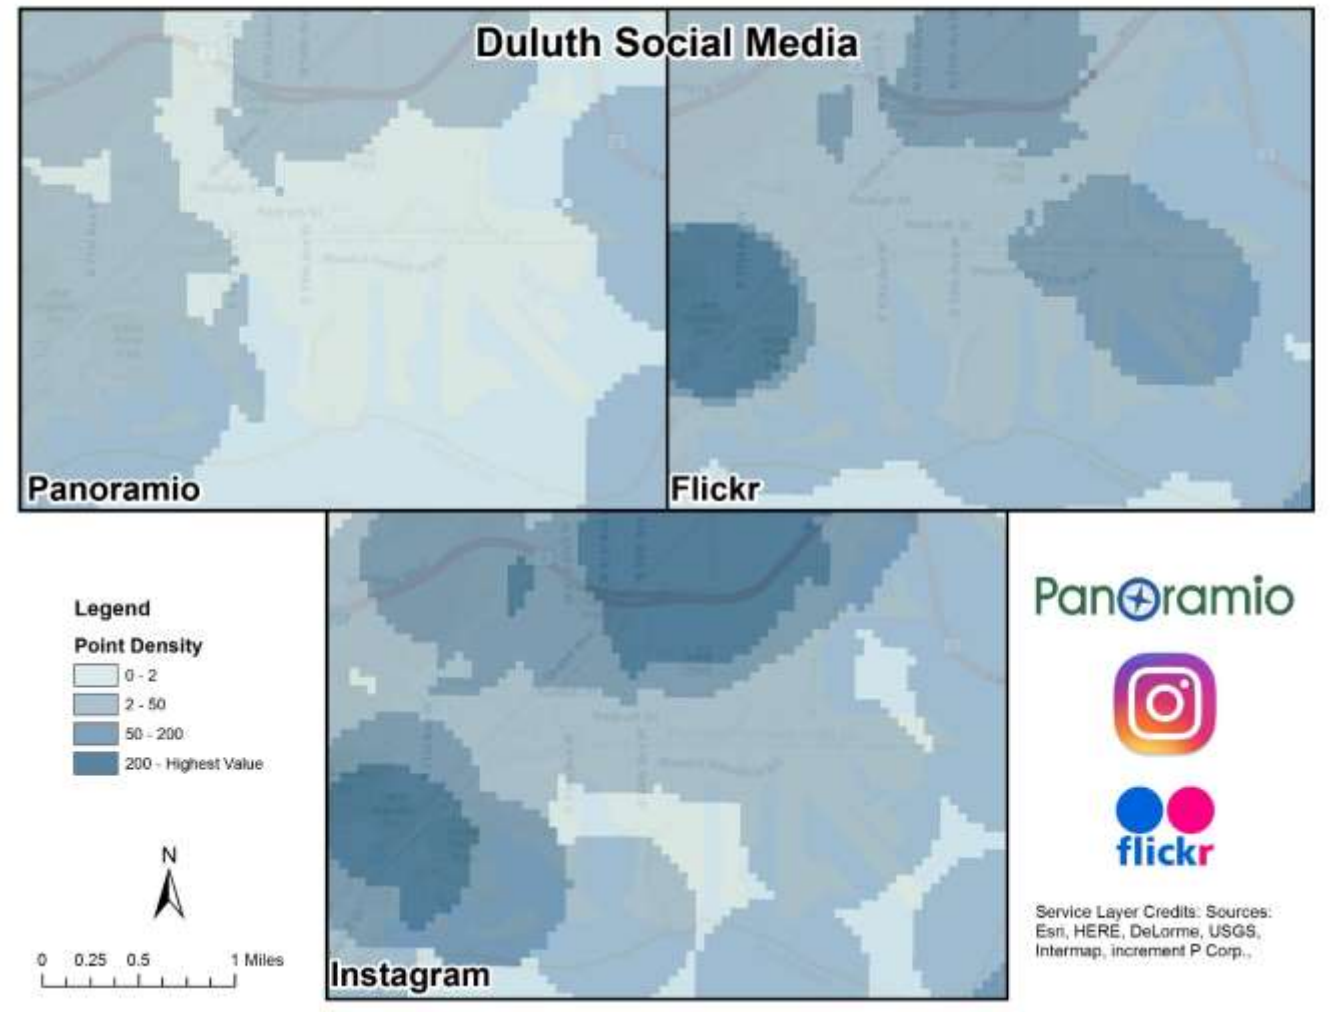 Duluth Social Media
Panoramio
Flickr
Instagram
Legend
Point Density
0 - 2
2 - 50
50 - 200
200 - Highest Value
N
0 0.25 0.5 1 Miles
Panoramio
flickr
Service Layer Credits: Sources:
Esri, HERE, DeLorme, USGS,
Intermap, increment P Corp.,